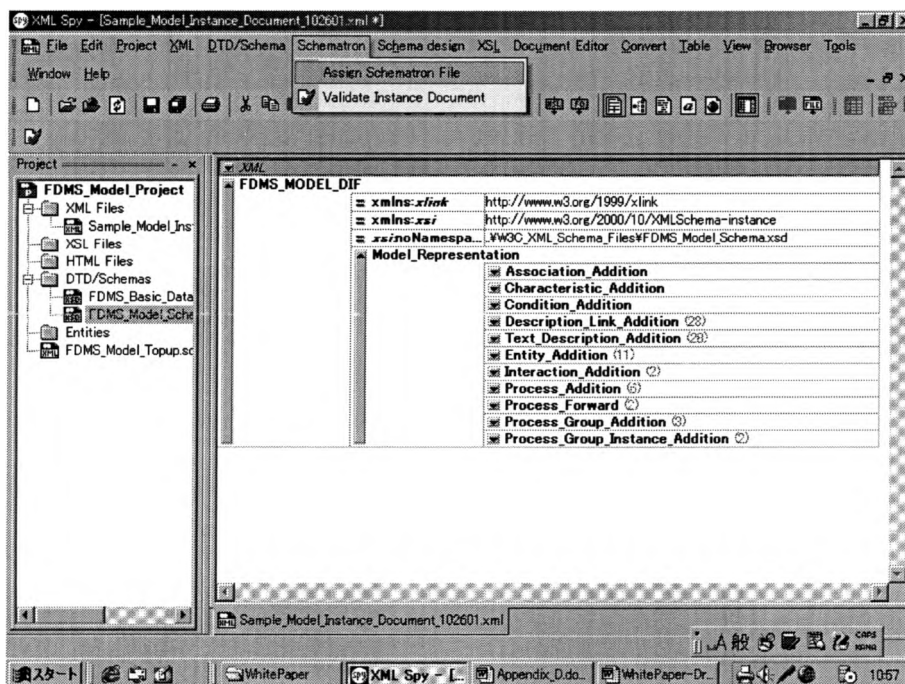 XML Spy - [Sample_Model_Instance_Document_102601.xml *]
File Edit Project XML DTD/Schema Schematron Schema design XSL Document Editor Convert Table View Browser Tools
Window Help
Assign Schematron File
Validate Instance Document
Project
FDMS_Model_Project
XML Files
Sample_Model_Ins
XSL Files
HTML Files
DTD/Schemas
FDMS_Basic_Data
FDMS_Model_Sche
Entities
FDMS_Model_Topup.sc
XML
FDMS_MODEL_DIF
= xmlns:xlink http://www.w3.org/1999/xlink
= xmlns:xsi http://www.w3.org/2000/10/XMLSchema-instance
= xsi:noNamespa... ..¥W3C_XML_Schema_Files¥FDMS_Model_Schema.xsd
Model_Representation
Association_Addition
Characteristic_Addition
Condition_Addition
Description_Link_Addition (28)
Text_Description_Addition (28)
Entity_Addition (11)
Interaction_Addition (2)
Process_Addition (6)
Process_Forward (2)
Process_Group_Addition (3)
Process_Group_Instance_Addition (2)
Sample_Model_Instance_Document_102601.xml
A 般 CAPS KANA
スタート WhitePaper XML Spy - [... Appendix_D.do... WhitePaper-Dr... 10:57